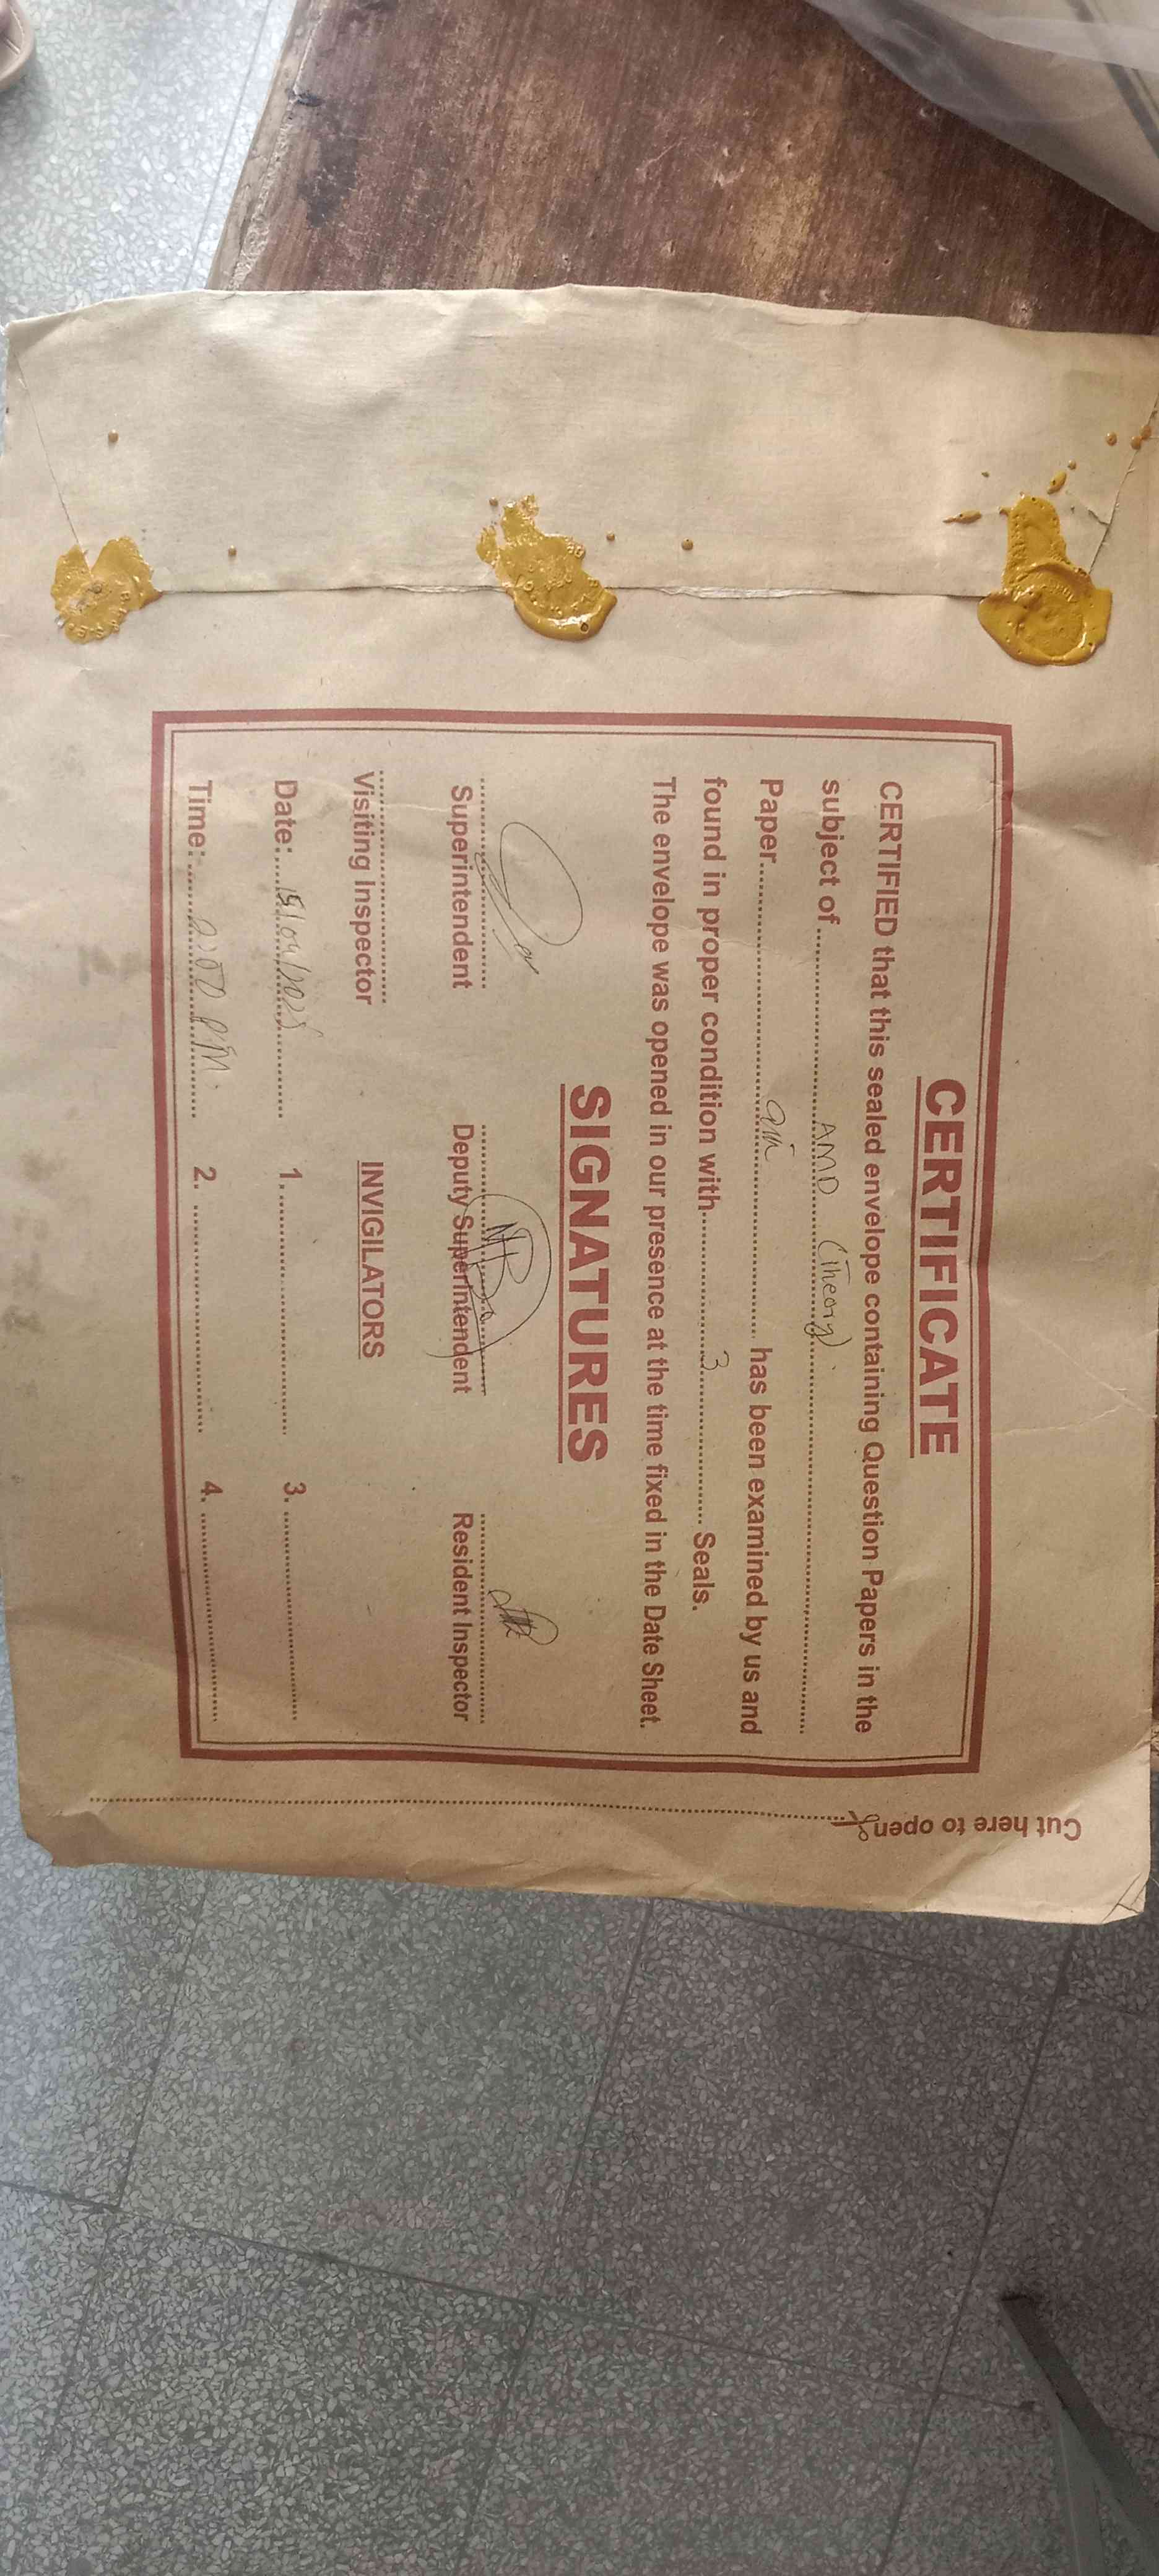 CERTIFICATE
CERTIFIED that this sealed envelope containing Question Papers in the
subject of ........ AMD (Theory) ........
Paper ................ has been examined by us and
found in proper condition with ........ 3 ........ Seals.
The envelope was opened in our presence at the time fixed in the Date Sheet.
SIGNATURES
Superintendent Deputy Superintendent Resident Inspector
Visiting Inspector INVIGILATORS
Date: ........ 1. ........ 3. ........
Time: ........ PM. 2. ........ 4. ........
Cut here to open